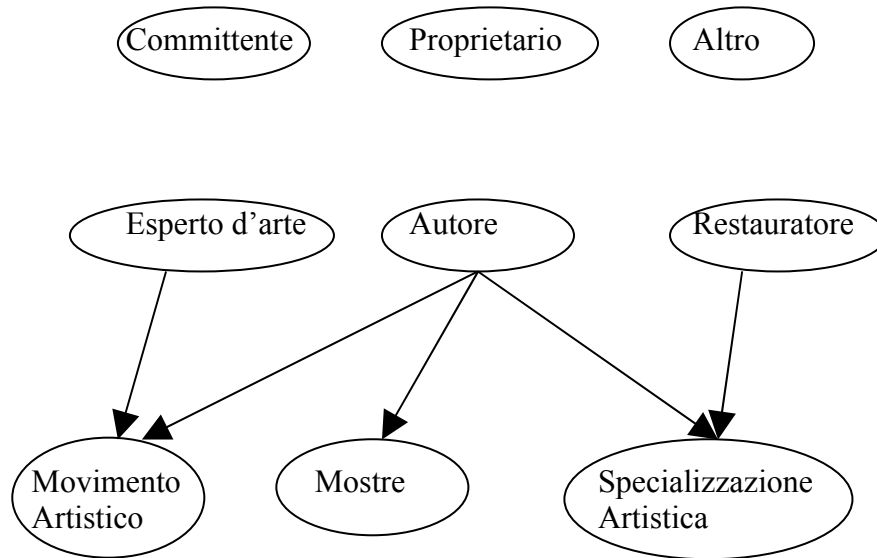 Committente
Proprietario
Altro
Esperto d’arte
Autore
Restauratore
Movimento
Artistico
Mostre
Specializzazione
Artistica